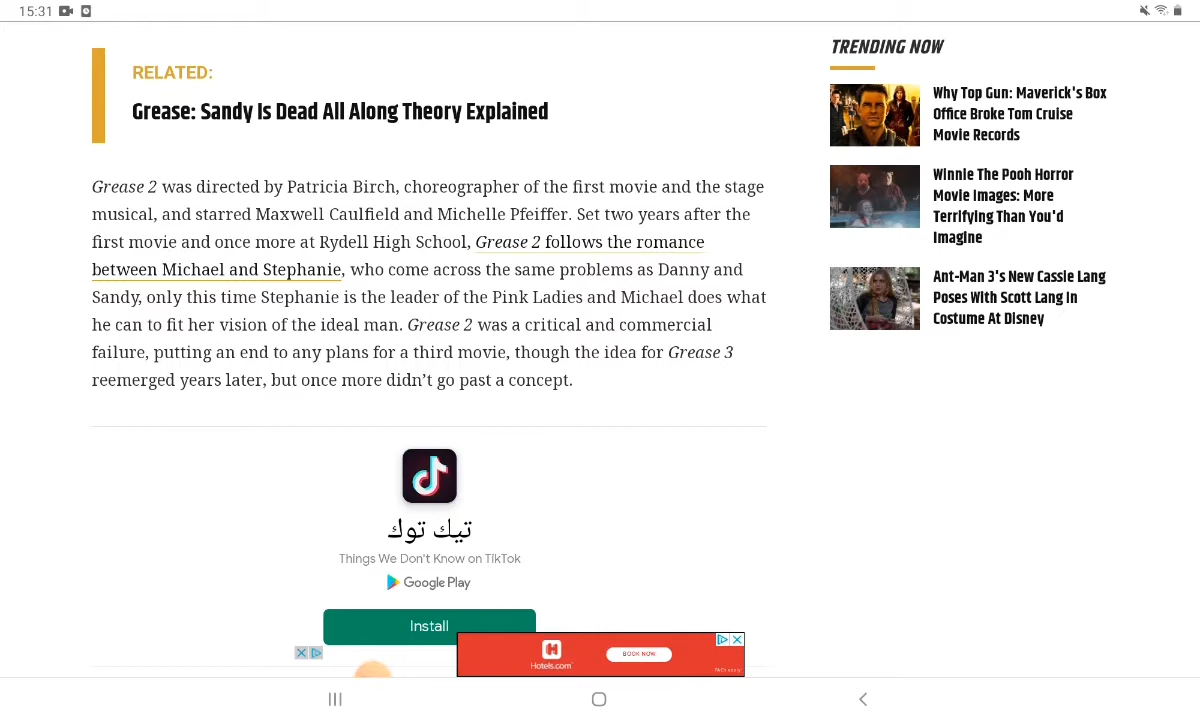 15:31
RELATED:
Grease: Sandy Is Dead All Along Theory Explained
Grease 2 was directed by Patricia Birch, choreographer of the first movie and the stage
musical, and starred Maxwell Caulfield and Michelle Pfeiffer. Set two years after the
first movie and once more at Rydell High School, Grease 2 follows the romance
between Michael and Stephanie, who come across the same problems as Danny and
Sandy, only this time Stephanie is the leader of the Pink Ladies and Michael does what
he can to fit her vision of the ideal man. Grease 2 was a critical and commercial
failure, putting an end to any plans for a third movie, though the idea for Grease 3
reemerged years later, but once more didn’t go past a concept.
تيك توك
Things We Don't Know on TikTok
Google Play
Install
Hotels.com
BOOK NOW
TRENDING NOW
Why Top Gun: Maverick's Box
Office Broke Tom Cruise
Movie Records
Winnie The Pooh Horror
Movie Images: More
Terrifying Than You'd
Imagine
Ant-Man 3's New Cassie Lang
Poses With Scott Lang In
Costume At Disney